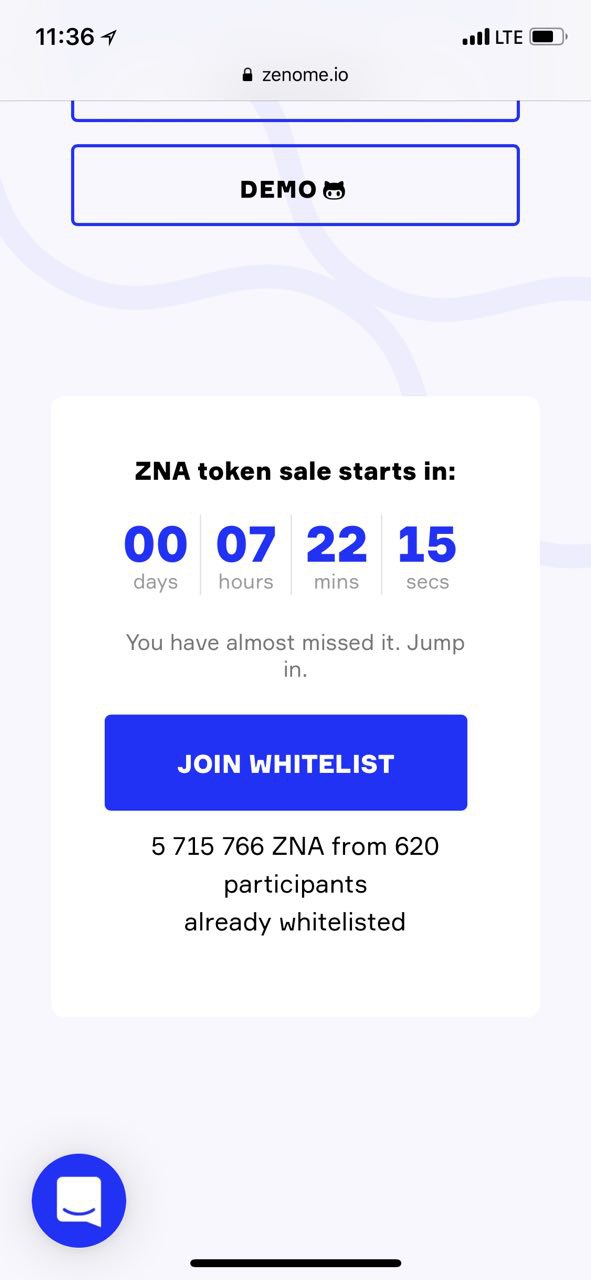 11:36 LTE
zenome.io
DEMO
ZNA token sale starts in:
00 07 22 15
days hours mins secs
You have almost missed it. Jump
in.
JOIN WHITELIST
5 715 766 ZNA from 620
participants
already whitelisted